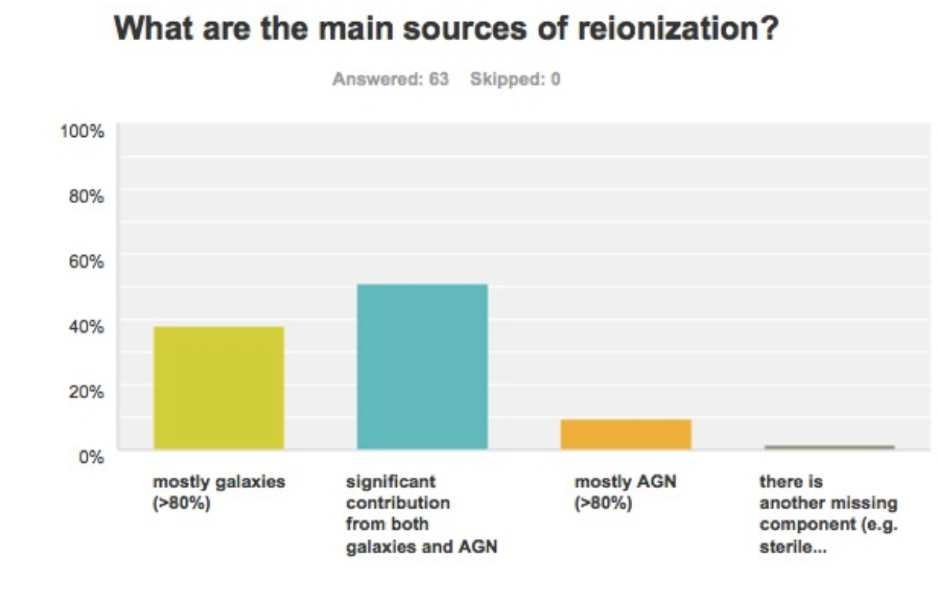 What are the main sources of reionization?
Answered: 63 Skipped: 0
100%
80%
60%
40%
20%
0%
mostly galaxies
(>80%)
significant
contribution
from both
galaxies and AGN
mostly AGN
(>80%)
there is
another missing
component (e.g.
sterile...